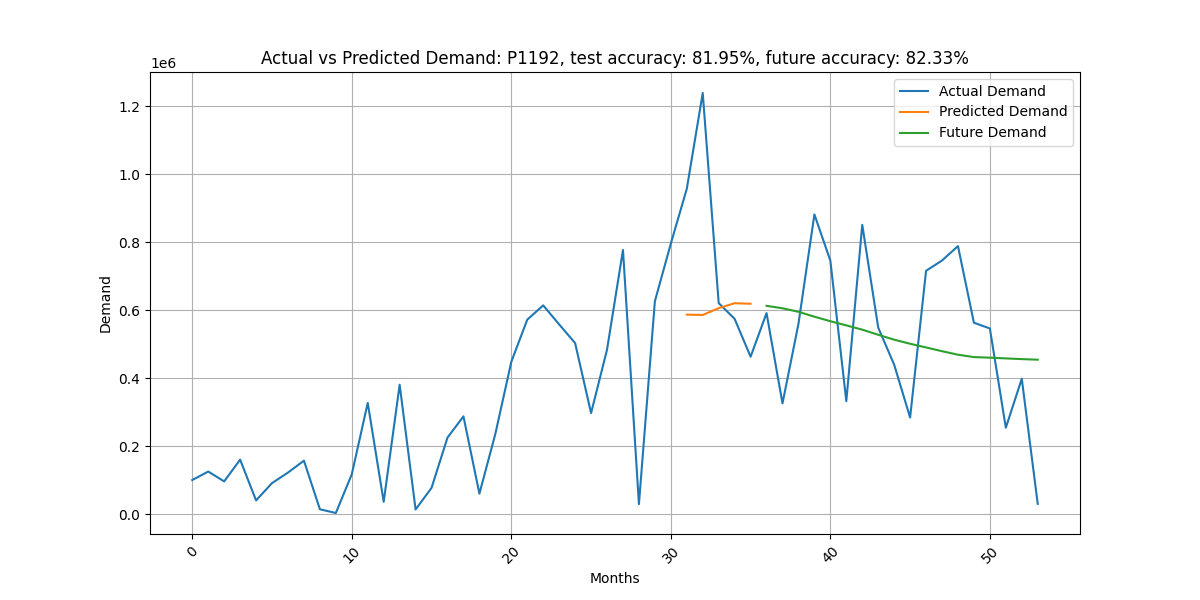 Actual vs Predicted Demand: P1192, test accuracy: 81.95%, future accuracy: 82.33%
1e6
Actual Demand
Predicted Demand
Future Demand
1.2
1.0
0.8
0.6
0.4
0.2
0.0
Demand
0
10
20
30
40
50
Months